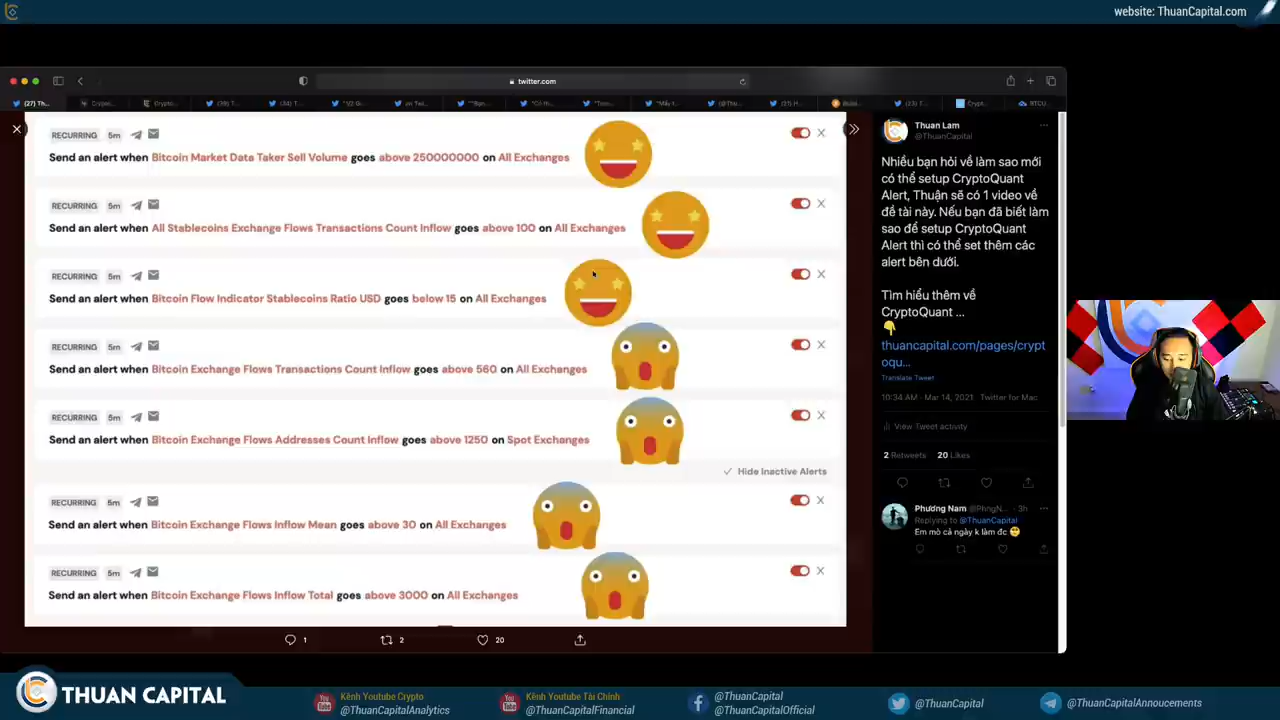 website: ThuanCapital.com
twitter.com
(27) Th...
Crypto...
(23) T...
RECURRING 5m
Send an alert when Bitcoin Market Data Taker Sell Volume goes above 250000000 on All Exchanges
RECURRING 5m
Send an alert when All Stablecoins Exchange Flows Transactions Count Inflow goes above 100 on All Exchanges
RECURRING 5m
Send an alert when Bitcoin Flow Indicator Stablecoins Ratio USD goes below 15 on All Exchanges
RECURRING 5m
Send an alert when Bitcoin Exchange Flows Transactions Count Inflow goes above 560 on All Exchanges
RECURRING 5m
Send an alert when Bitcoin Exchange Flows Addresses Count Inflow goes above 1250 on Spot Exchanges
Hide Inactive Alerts
RECURRING 5m
Send an alert when Bitcoin Exchange Flows Inflow Mean goes above 30 on All Exchanges
RECURRING 5m
Send an alert when Bitcoin Exchange Flows Inflow Total goes above 3000 on All Exchanges
1 2 20
Thuan Lam
@ThuanCapital
Nhiều bạn hỏi về làm sao mới
có thể setup CryptoQuant
Alert, Thuận sẽ có 1 video về
đề tài này. Nếu bạn đã biết làm
sao để setup CryptoQuant
Alert thì có thể set thêm các
alert bên dưới.
Tìm hiểu thêm về
CryptoQuant ...
👇
thuancapital.com/pages/crypt
oqu...
Translate Tweet
10:34 AM · Mar 14, 2021 · Twitter for Mac
View Tweet activity
2 Retweets 20 Likes
Phương Nam @PhngN... · 3h
Replying to @ThuanCapital
Em mò cả ngày k làm đc
THUAN CAPITAL
Kênh Youtube Crypto
@ThuanCapitalAnalytics
Kênh Youtube Tài Chính
@ThuanCapitalFinancial
@ThuanCapital
@ThuanCapitalOfficial
@ThuanCapital
@ThuanCapitalAnnoucements